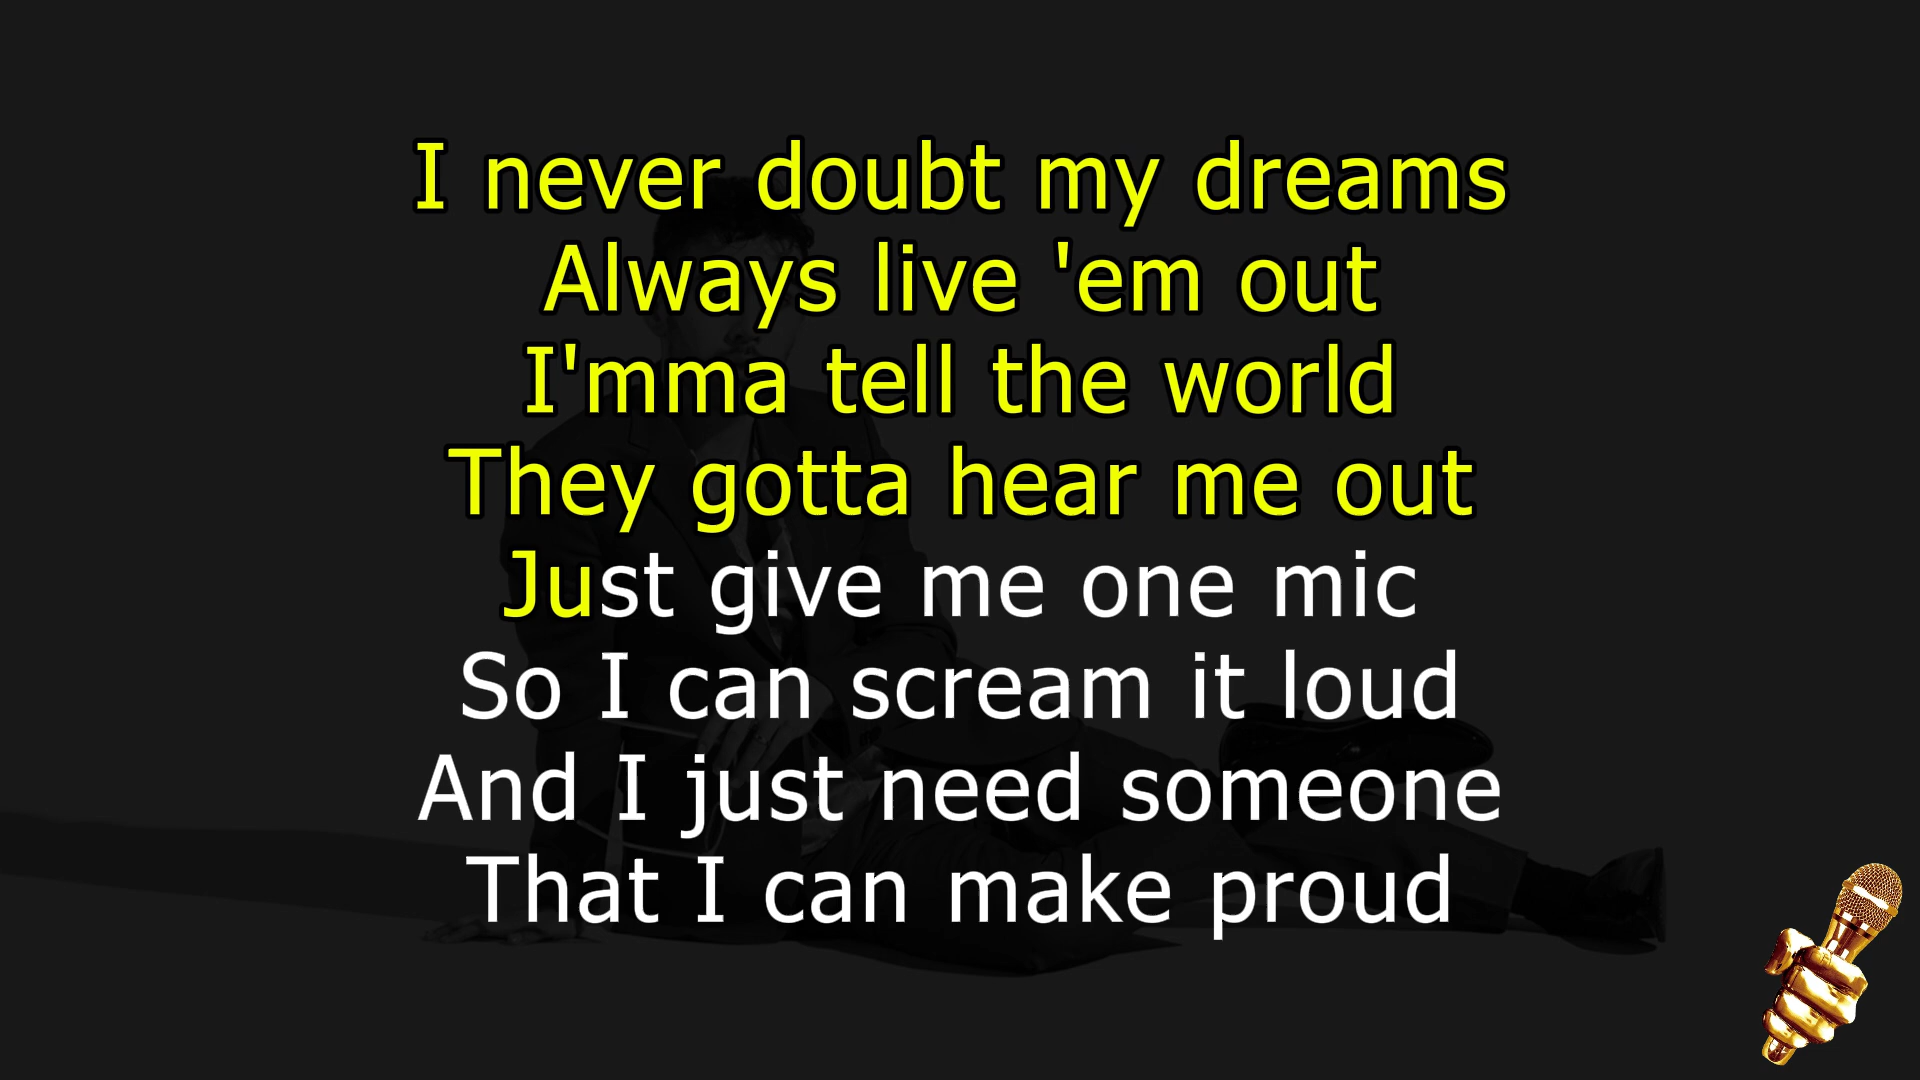 I never doubt my dreams
Always live 'em out
I'mma tell the world
They gotta hear me out
Just give me one mic
So I can scream it loud
And I just need someone
That I can make proud